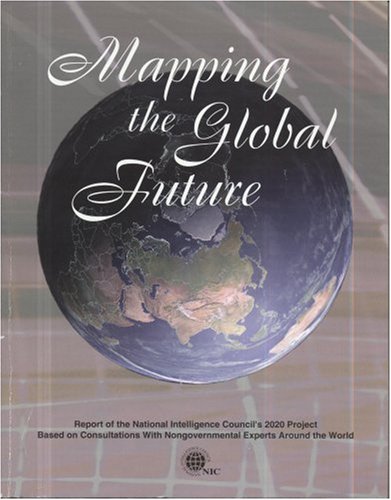 Mapping
the Global
Future
Report of the National Intelligence Council's 2020 Project
Based on Consultations With Nongovernmental Experts Around the World
NIC